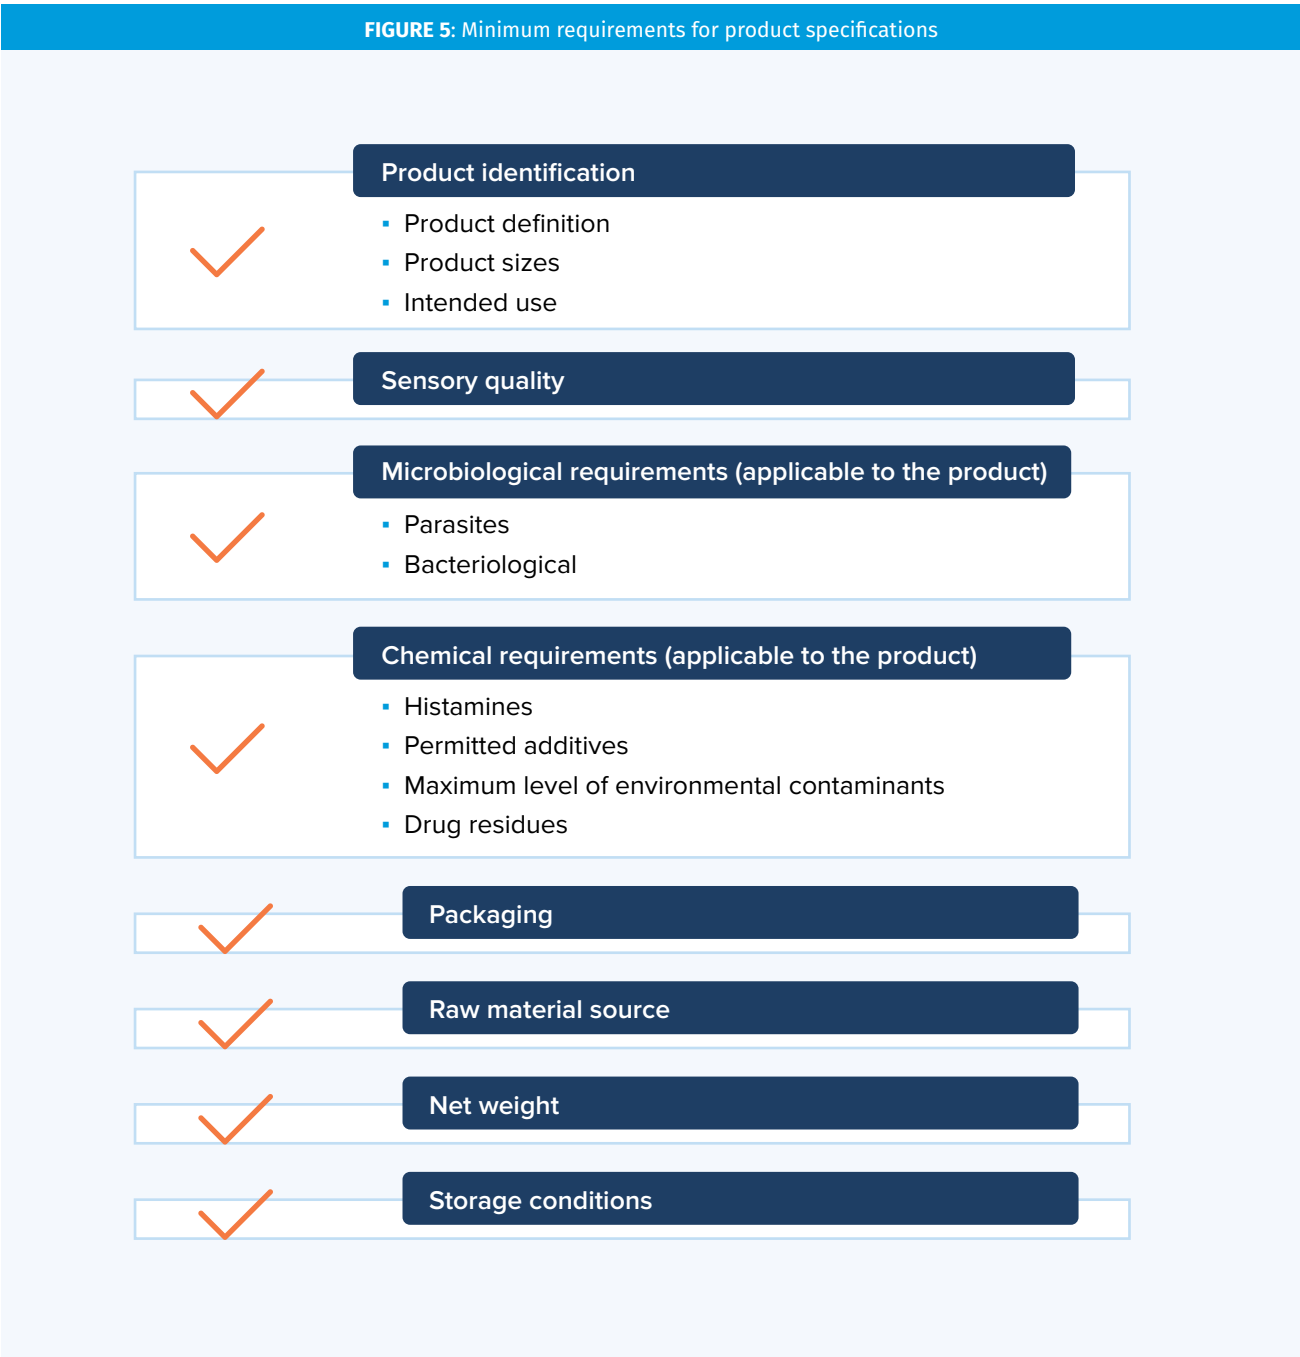 FIGURE 5: Minimum requirements for product specifications
Product identification
▪ Product definition
▪ Product sizes
▪ Intended use
Sensory quality
Microbiological requirements (applicable to the product)
▪ Parasites
▪ Bacteriological
Chemical requirements (applicable to the product)
▪ Histamines
▪ Permitted additives
▪ Maximum level of environmental contaminants
▪ Drug residues
Packaging
Raw material source
Net weight
Storage conditions